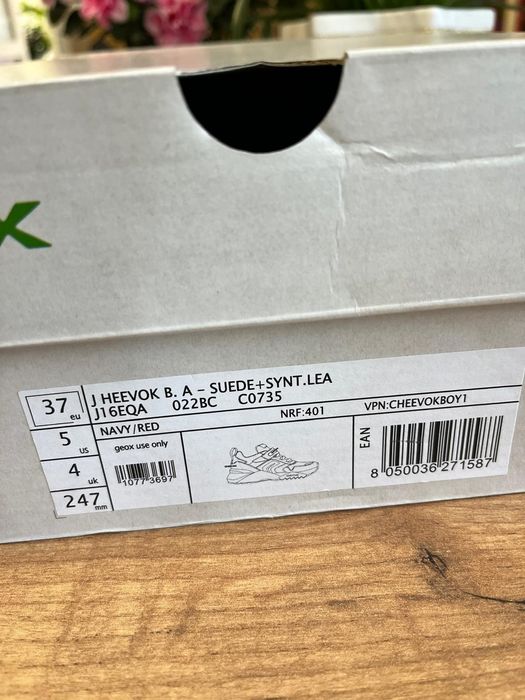 X
37 eu
5 us
4 uk
247 mm
J HEEVOK B. A - SUEDE+SYNT.LEA
J16EQA 022BC C0735
NAVY/RED NRF:401 VPN:CHEEVOKBOY1
geox use only
1077 3697
EAN
8 050036 271587